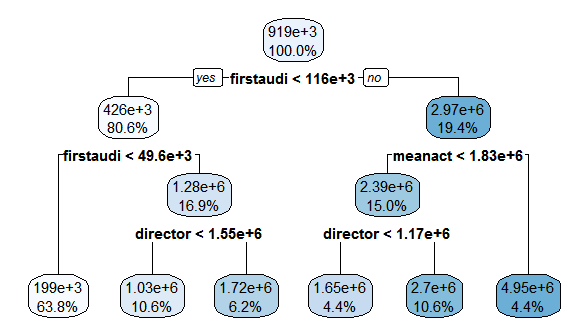 919e+3
100.0%
yes firstaudi < 116e+3 no
426e+3
80.6%
2.97e+6
19.4%
firstaudi < 49.6e+3
meanact < 1.83e+6
1.28e+6
16.9%
2.39e+6
15.0%
director < 1.55e+6
director < 1.17e+6
199e+3
63.8%
1.03e+6
10.6%
1.72e+6
6.2%
1.65e+6
4.4%
2.7e+6
10.6%
4.95e+6
4.4%